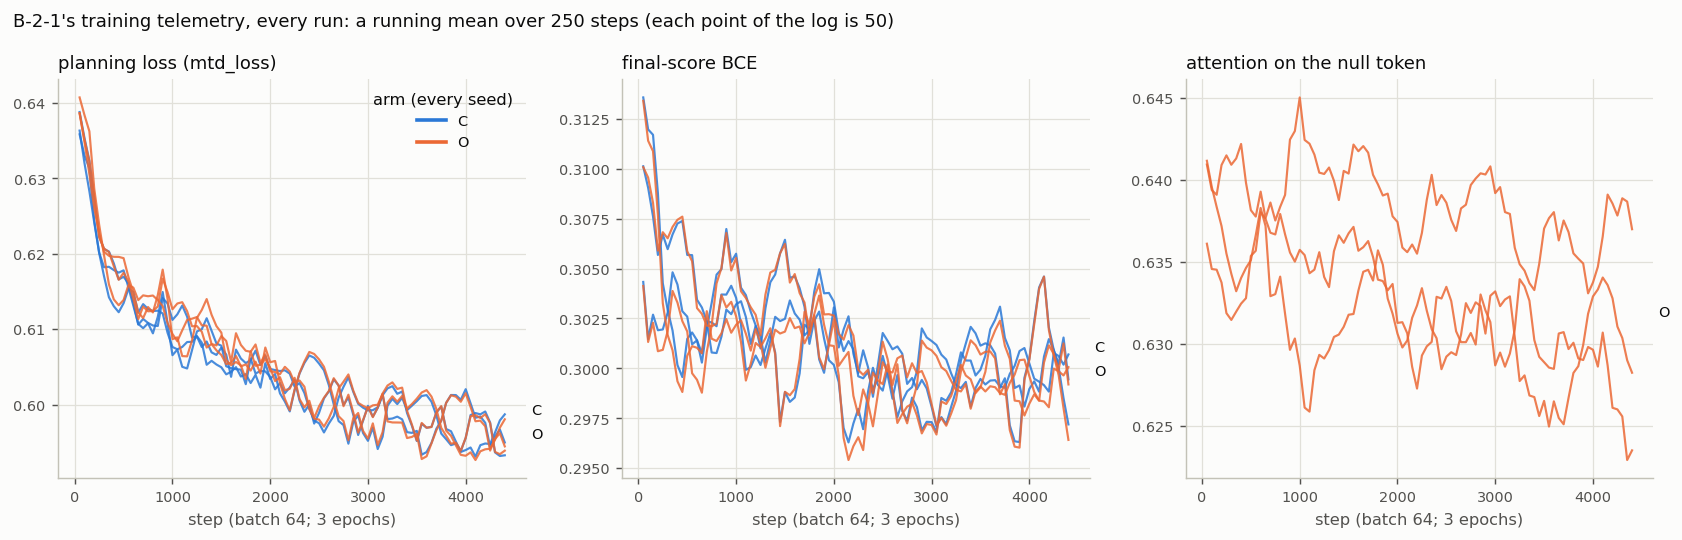 B-2-1's training telemetry, every run: a running mean over 250 steps (each point of the log is 50)
planning loss (mtd_loss)
0.64
0.63
0.62
0.61
0.60
0
1000
2000
3000
4000
step (batch 64; 3 epochs)
arm (every seed)
C
O
C
O
final-score BCE
0.3125
0.3100
0.3075
0.3050
0.3025
0.3000
0.2975
0.2950
0
1000
2000
3000
4000
step (batch 64; 3 epochs)
C
O
attention on the null token
0.645
0.640
0.635
0.630
0.625
0
1000
2000
3000
4000
step (batch 64; 3 epochs)
O